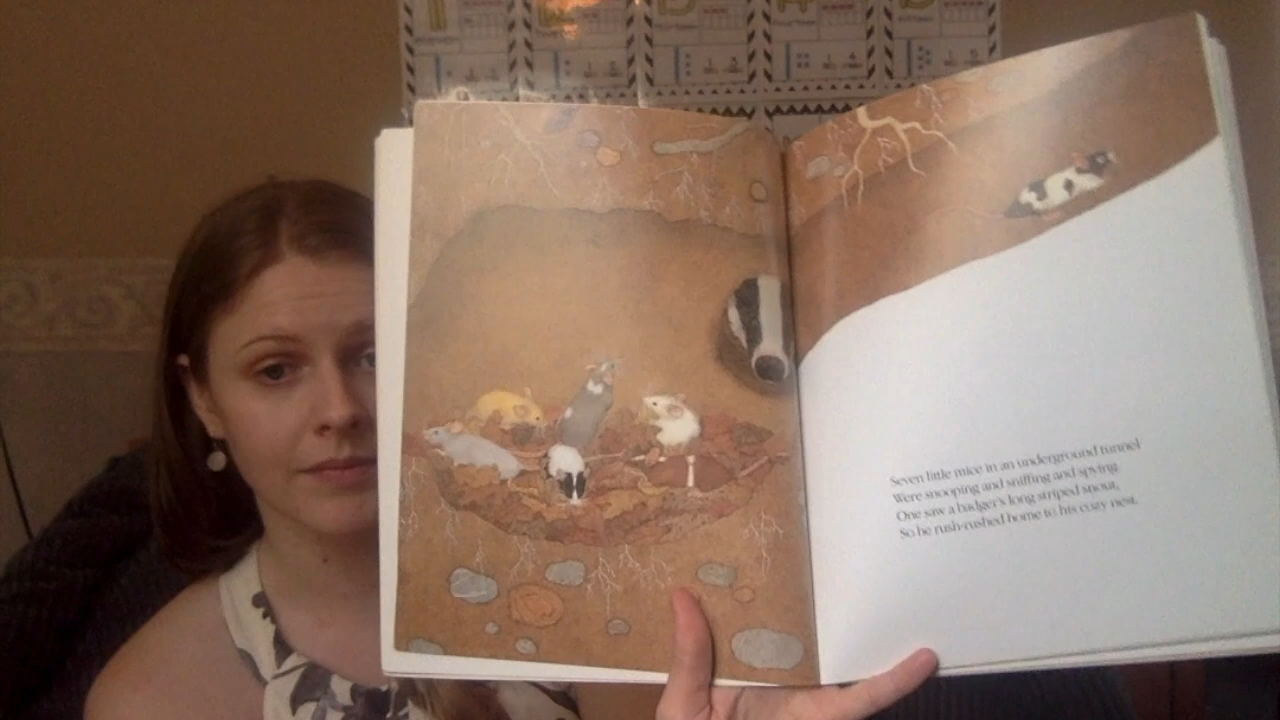 Seven little mice in an underground tunnel
Were snooping and sniffing and spying.
One saw a badger's long striped snout,
So he rush-rushed home to his cozy nest.